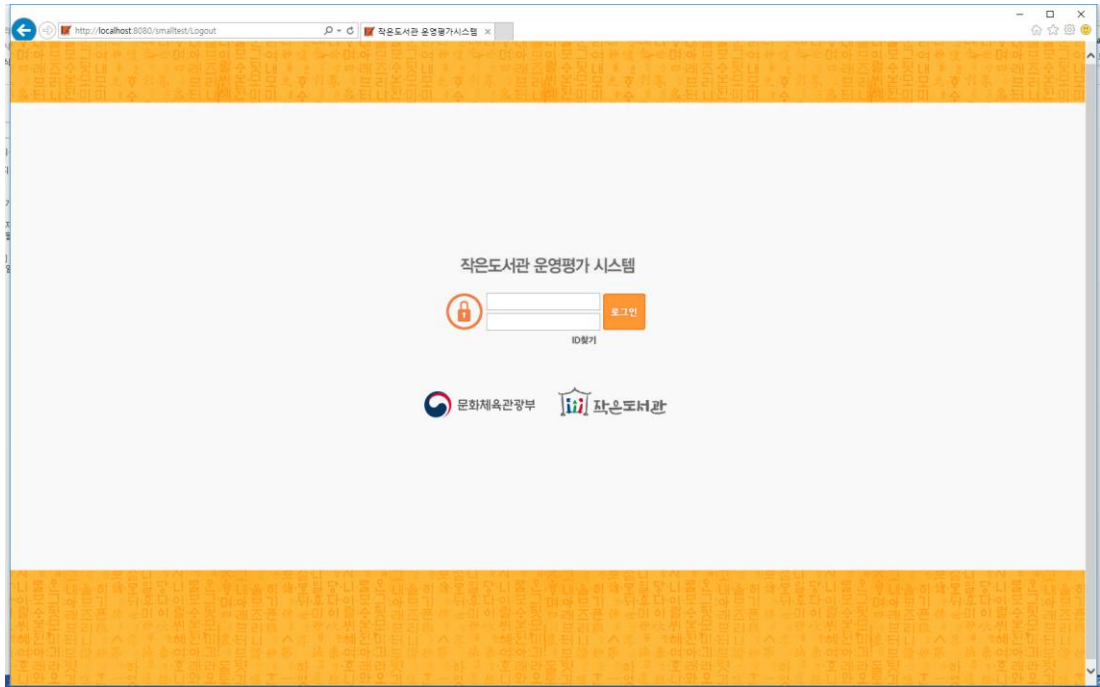 http://localhost:8080/smalltest/Logout
작은도서관 운영평가시스템
작은도서관 운영평가 시스템
로그인
ID찾기
문화체육관광부
작은도서관